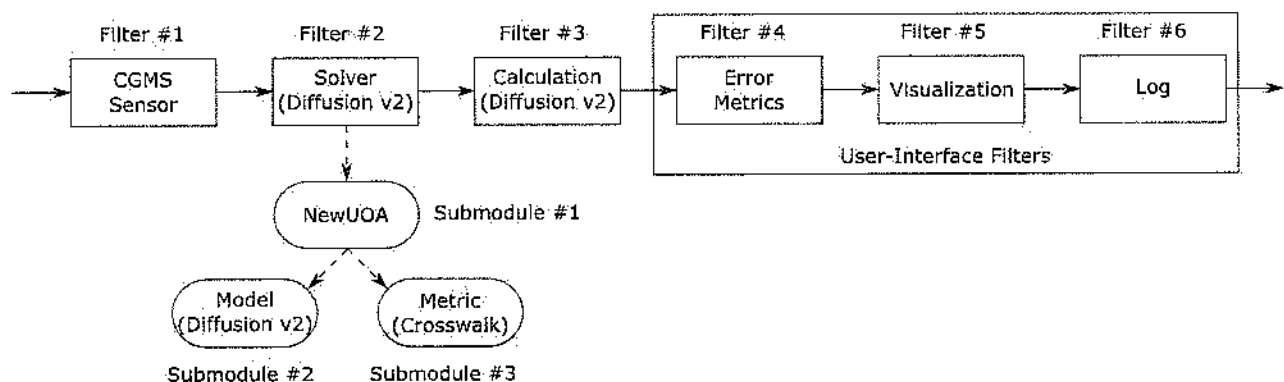 Filter #1
Filter #2
Filter #3
Filter #4
Filter #5
Filter #6
CGMS
Sensor
Solver
(Diffusion v2)
Calculation
(Diffusion v2)
Error
Metrics
Visualization
Log
User-Interface Filters
NewUOA
Submodule #1
Model
(Diffusion v2)
Metric
(Crosswalk)
Submodule #2
Submodule #3